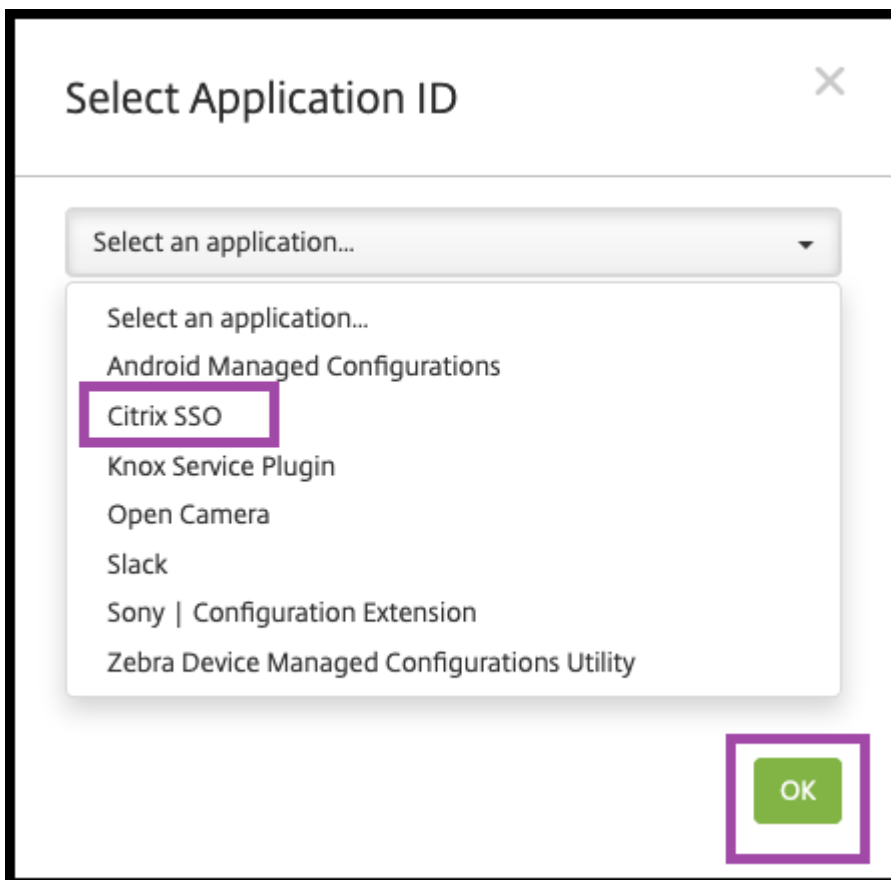 Select Application ID
Select an application...
Select an application...
Android Managed Configurations
Citrix SSO
Knox Service Plugin
Open Camera
Slack
Sony | Configuration Extension
Zebra Device Managed Configurations Utility
OK